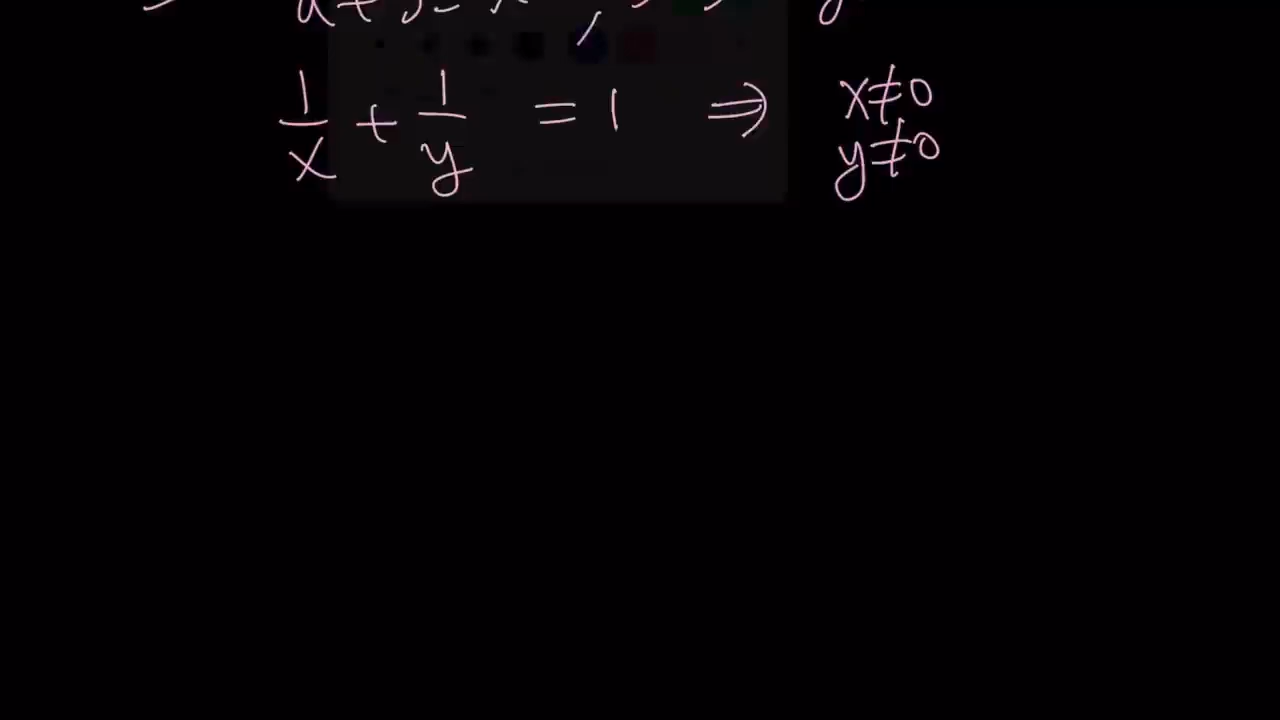 1/x + 1/y = 1 ⇒ x≠0
y≠0